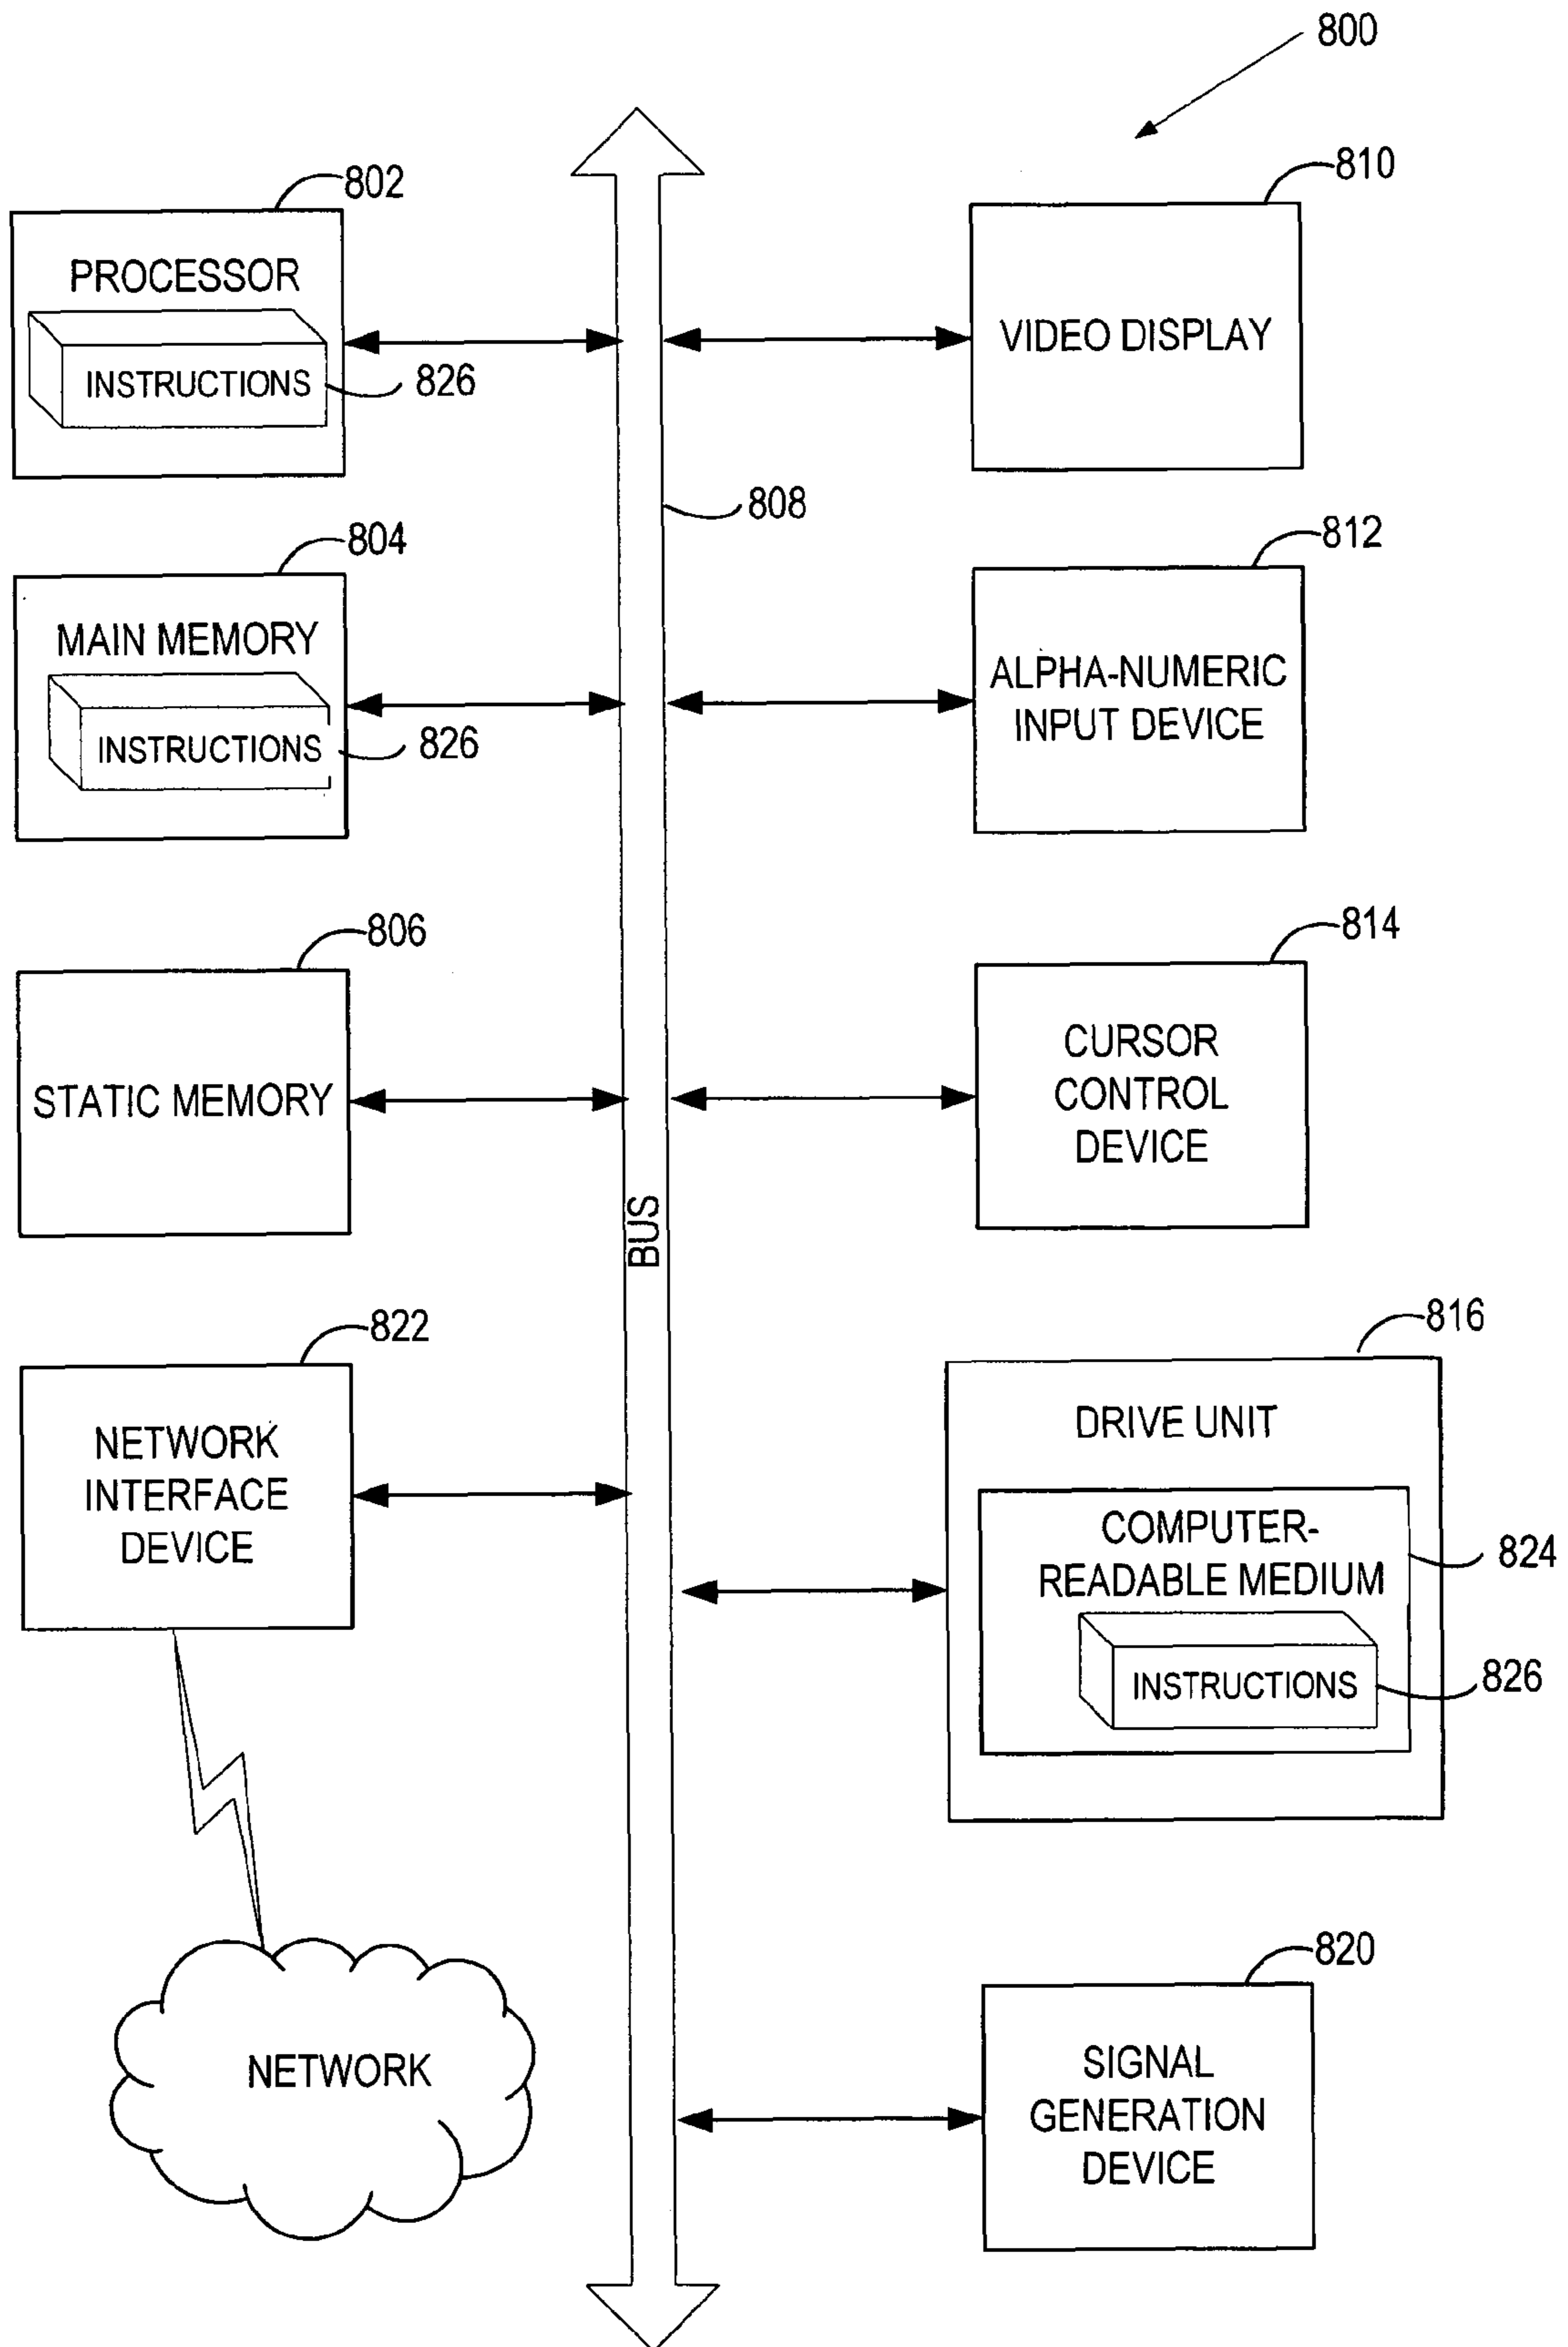 800
802
PROCESSOR
INSTRUCTIONS
826
810
VIDEO DISPLAY
808
804
MAIN MEMORY
INSTRUCTIONS
826
812
ALPHA-NUMERIC
INPUT DEVICE
806
STATIC MEMORY
814
CURSOR
CONTROL
DEVICE
BUS
822
NETWORK
INTERFACE
DEVICE
816
DRIVE UNIT
COMPUTER-
READABLE MEDIUM
824
INSTRUCTIONS
826
NETWORK
820
SIGNAL
GENERATION
DEVICE